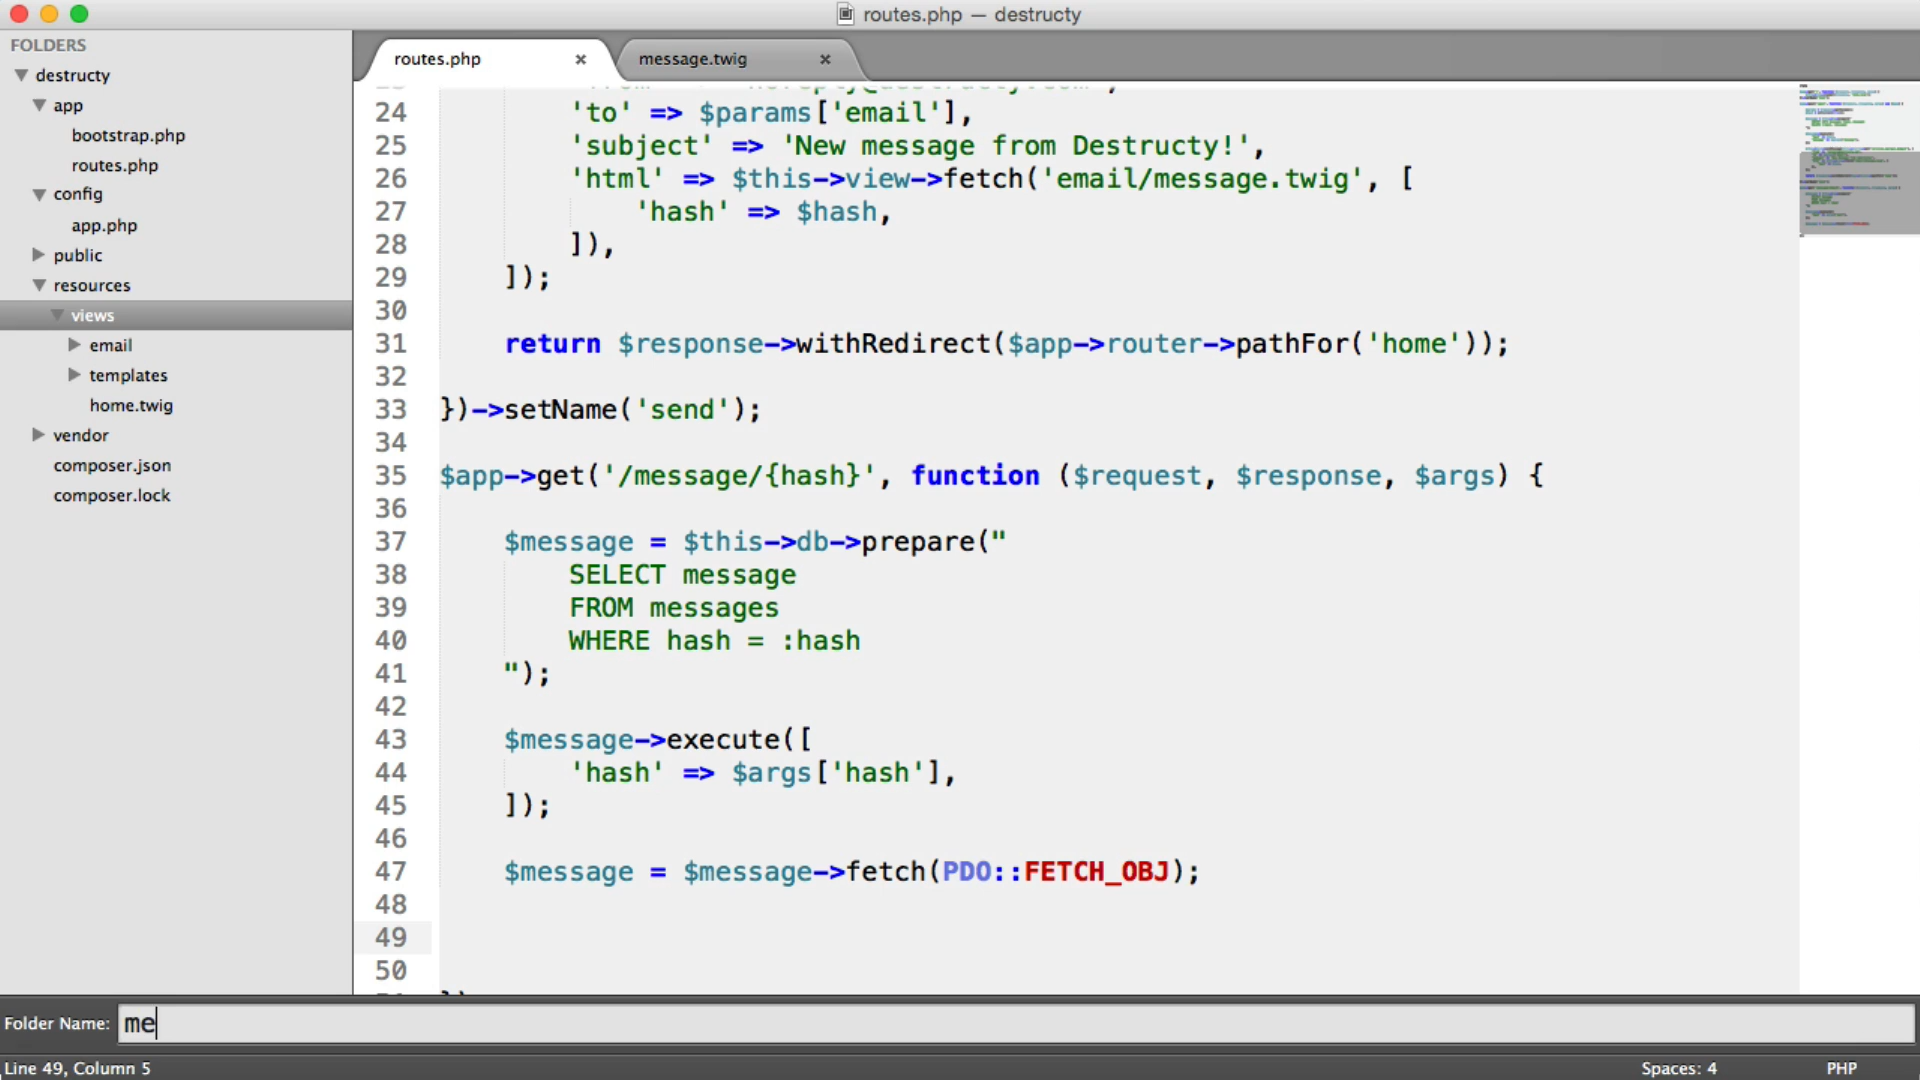 routes.php — destructy
FOLDERS
destructy
app
bootstrap.php
routes.php
config
app.php
public
resources
views
email
templates
home.twig
vendor
composer.json
composer.lock
routes.php ×
message.twig ×
24 'to' => $params['email'],
25 'subject' => 'New message from Destructy!',
26 'html' => $this->view->fetch('email/message.twig', [
27 'hash' => $hash,
28 ]),
29 ]);
30
31 return $response->withRedirect($app->router->pathFor('home'));
32
33 })->setName('send');
34
35 $app->get('/message/{hash}', function ($request, $response, $args) {
36
37 $message = $this->db->prepare("
38 SELECT message
39 FROM messages
40 WHERE hash = :hash
41 ");
42
43 $message->execute([
44 'hash' => $args['hash'],
45 ]);
46
47 $message = $message->fetch(PDO::FETCH_OBJ);
48
49
50
Folder Name: me
Line 49, Column 5
Spaces: 4
PHP